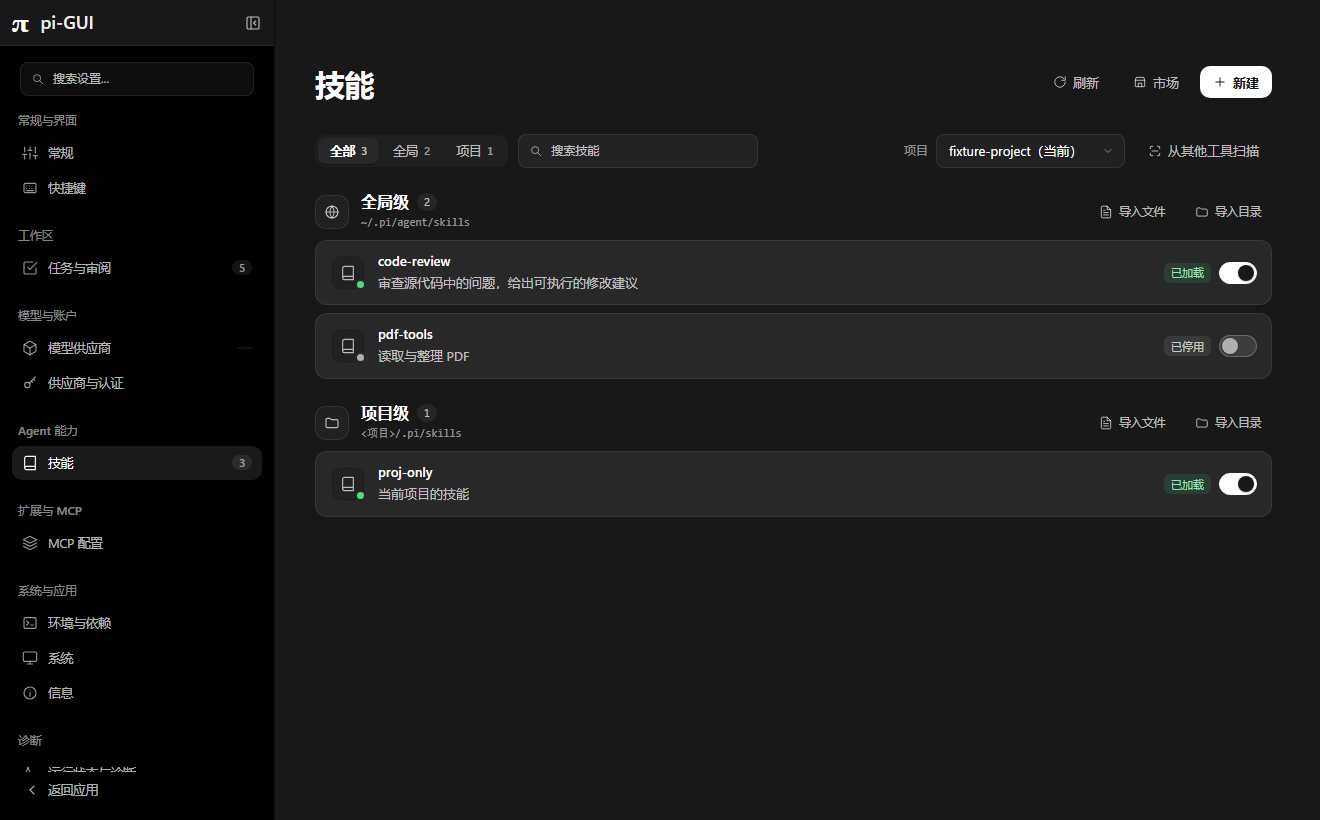 π pi-GUI
搜索设置...
常规与界面
常规
快捷键
工作区
任务与审阅 5
模型与账户
模型供应商 —
供应商与认证
Agent 能力
技能 3
扩展与 MCP
MCP 配置
系统与应用
环境与依赖
系统
信息
诊断
返回应用
技能
刷新 市场 新建
全部 3 全局 2 项目 1 搜索技能 项目 fixture-project（当前） 从其他工具扫描
全局级 2
~/.pi/agent/skills
导入文件 导入目录
code-review
审查源代码中的问题，给出可执行的修改建议
已加载
pdf-tools
读取与整理 PDF
已停用
项目级 1
<项目>/.pi/skills
导入文件 导入目录
proj-only
当前项目的技能
已加载